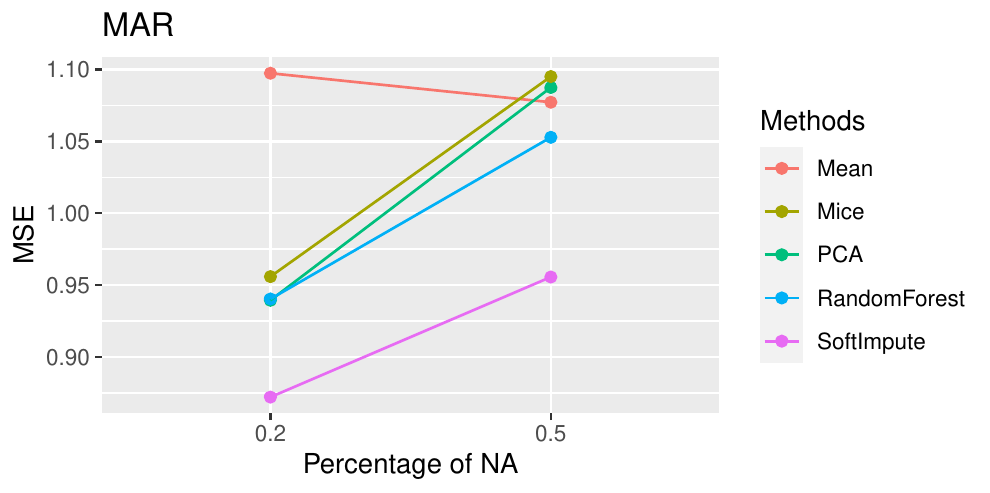 MAR
1.10
1.05
1.00
0.95
0.90
MSE
0.2
0.5
Percentage of NA
Methods
Mean
Mice
PCA
RandomForest
SoftImpute